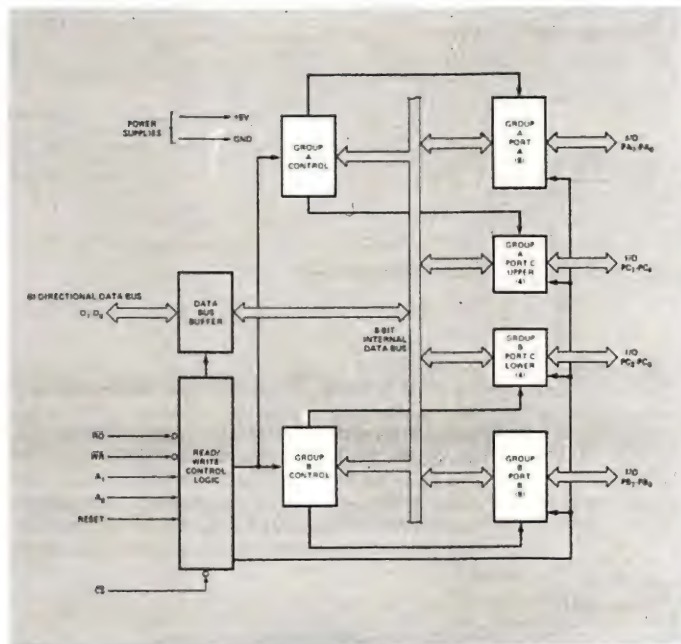 POWER
SUPPLIES
+5V
GND
GROUP
A
CONTROL
GROUP
A
PORT
A
(8)
I/O
PA7-PA0
GROUP
A
PORT C
UPPER
(4)
I/O
PC7-PC4
BI-DIRECTIONAL DATA BUS
D7-D0
DATA
BUS
BUFFER
8-BIT
INTERNAL
DATA BUS
GROUP
B
PORT C
LOWER
(4)
I/O
PC3-PC0
RD
WR
A1
A0
RESET
CS
READ/
WRITE
CONTROL
LOGIC
GROUP
B
CONTROL
GROUP
B
PORT
B
(8)
I/O
PB7-PB0